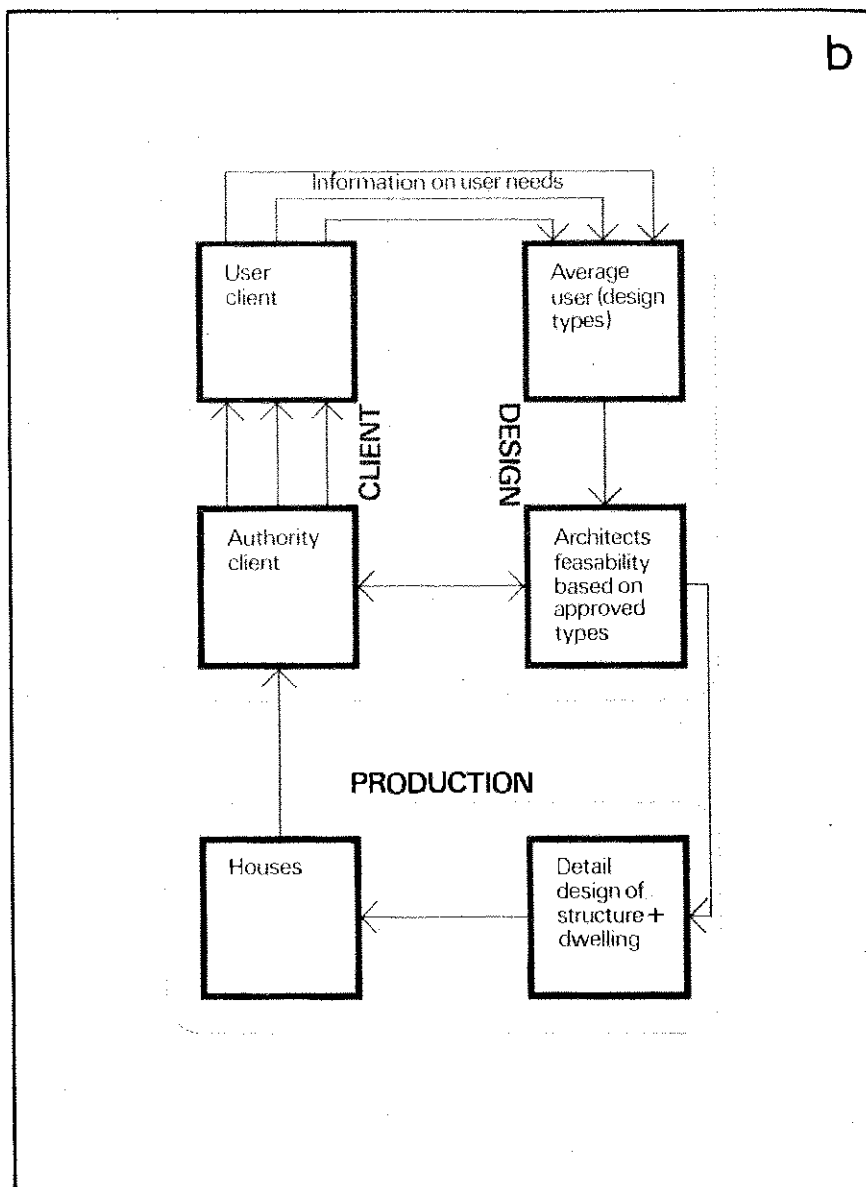 b
Information on user needs
User
client
Average
user (design
types)
CLIENT
DESIGN
Authority
client
Architects
feasability
based on
approved
types
PRODUCTION
Houses
Detail
design of
structure +
dwelling